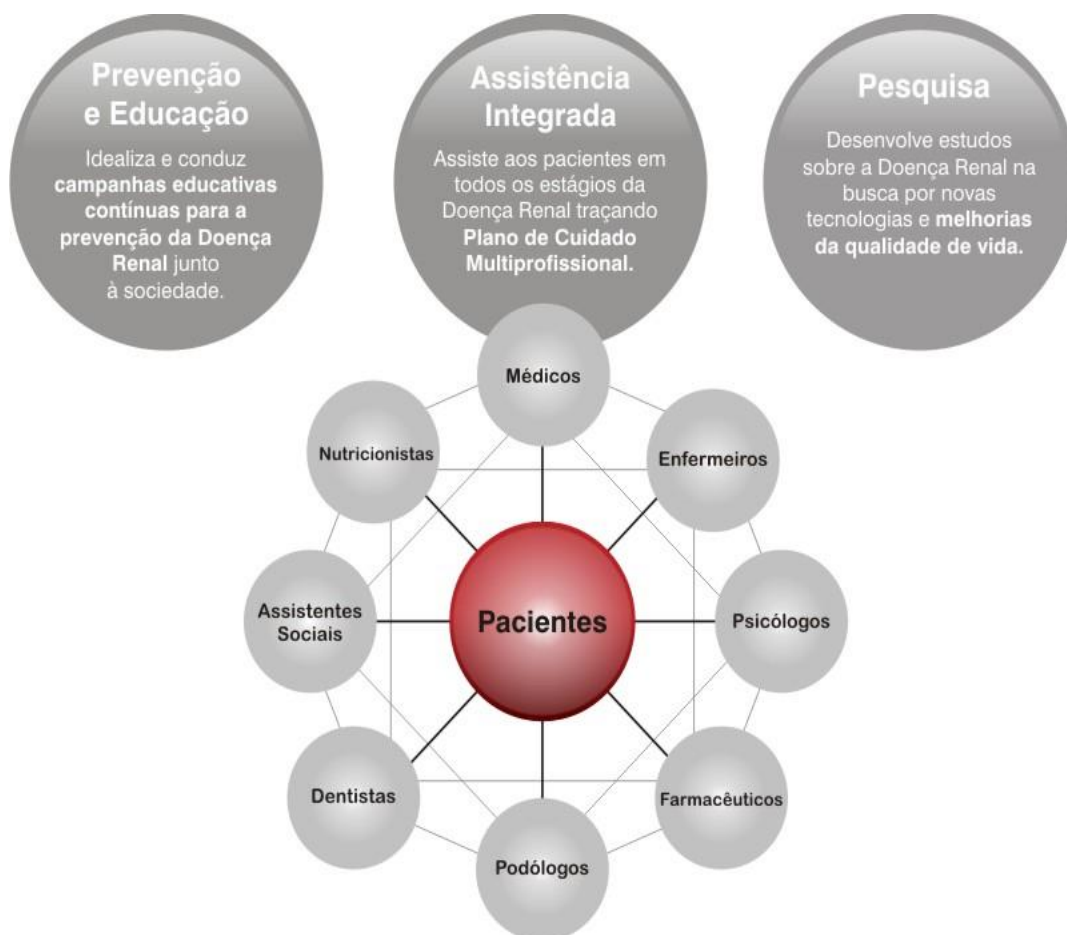 Prevenção
e Educação
Idealiza e conduz
campanhas educativas
contínuas para a
prevenção da Doença
Renal junto
à sociedade.
Assistência
Integrada
Assiste aos pacientes em
todos os estágios da
Doença Renal traçando
Plano de Cuidado
Multiprofissional.
Pesquisa
Desenvolve estudos
sobre a Doença Renal na
busca por novas
tecnologias e melhorias
da qualidade de vida.
Médicos
Nutricionistas
Enfermeiros
Assistentes
Sociais
Pacientes
Psicólogos
Dentistas
Farmacêuticos
Podólogos